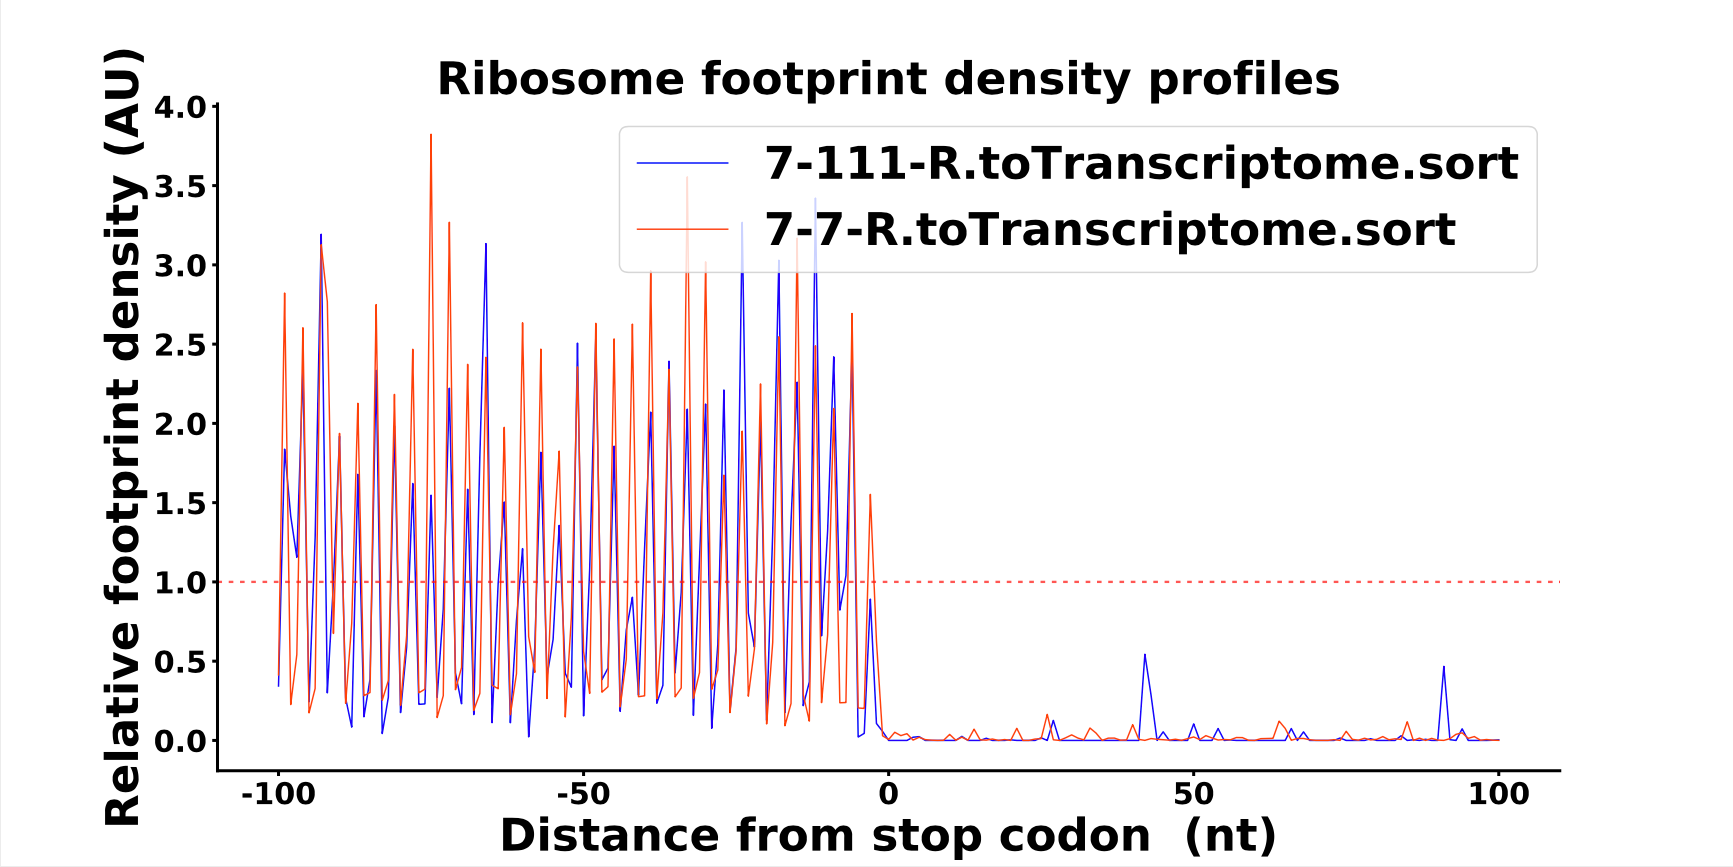 Ribosome footprint density profiles
Relative footprint density (AU)
4.0
3.5
3.0
2.5
2.0
1.5
1.0
0.5
0.0
7-111-R.toTranscriptome.sort
7-7-R.toTranscriptome.sort
-100 -50 0 50 100
Distance from stop codon (nt)